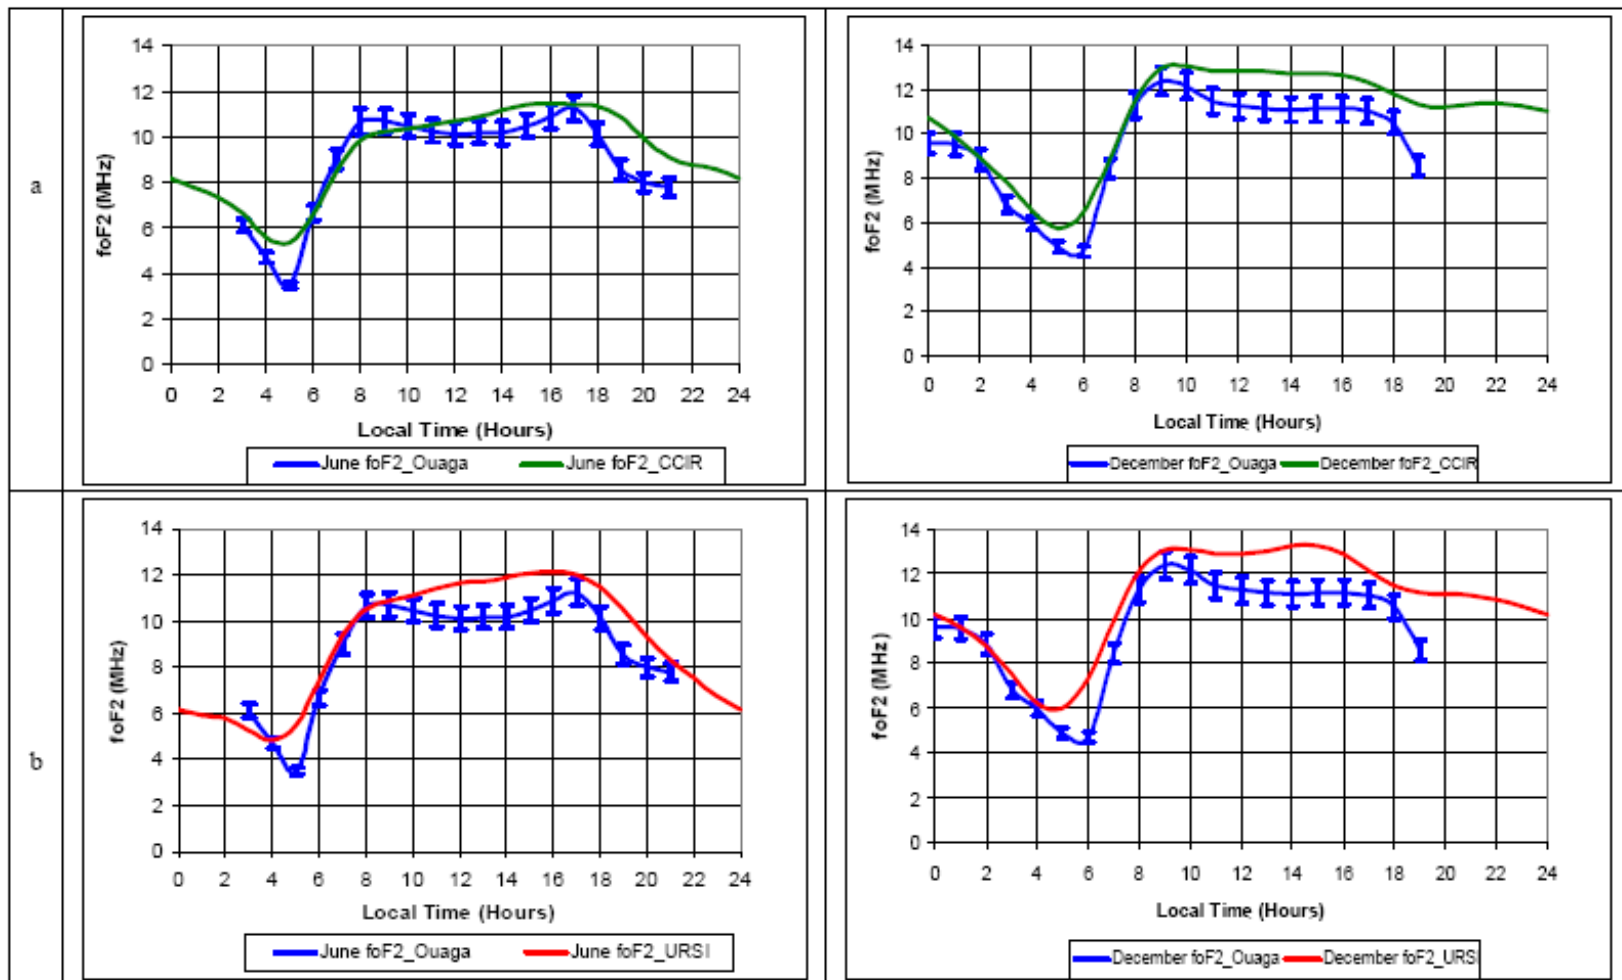 a
14
12
10
8
6
4
2
0
foF2 (MHz)
0 2 4 6 8 10 12 14 16 18 20 22 24
Local Time (Hours)
June foF2_Ouaga June foF2_CCIR
14
12
10
8
6
4
2
0
foF2 (MHz)
0 2 4 6 8 10 12 14 16 18 20 22 24
Local Time (Hours)
December foF2_Ouaga December foF2_CCIR
b
14
12
10
8
6
4
2
0
foF2 (MHz)
0 2 4 6 8 10 12 14 16 18 20 22 24
Local Time (Hours)
June foF2_Ouaga June foF2_URSI
14
12
10
8
6
4
2
0
foF2 (MHz)
0 2 4 6 8 10 12 14 16 18 20 22 24
Local Time (Hours)
December foF2_Ouaga December foF2_URSI